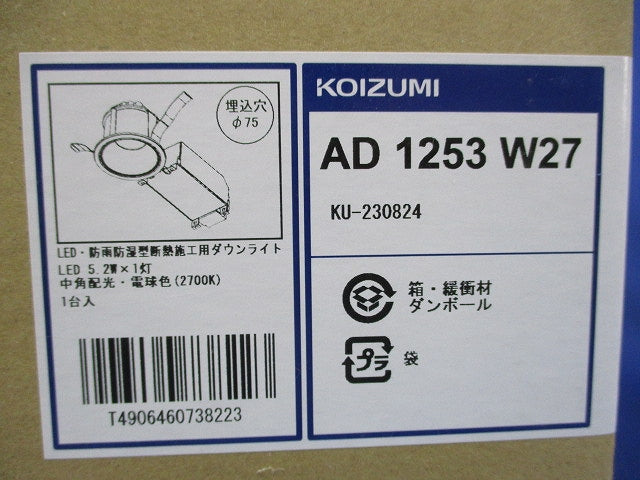 埋込穴
φ75
LED・防雨防湿型断熱施工用ダウンライト
LED 5.2W×1灯
中角配光・電球色(2700K)
1台入
T4906460738223
KOIZUMI
AD 1253 W27
KU-230824
箱・緩衝材
ダンボール
プラ
袋